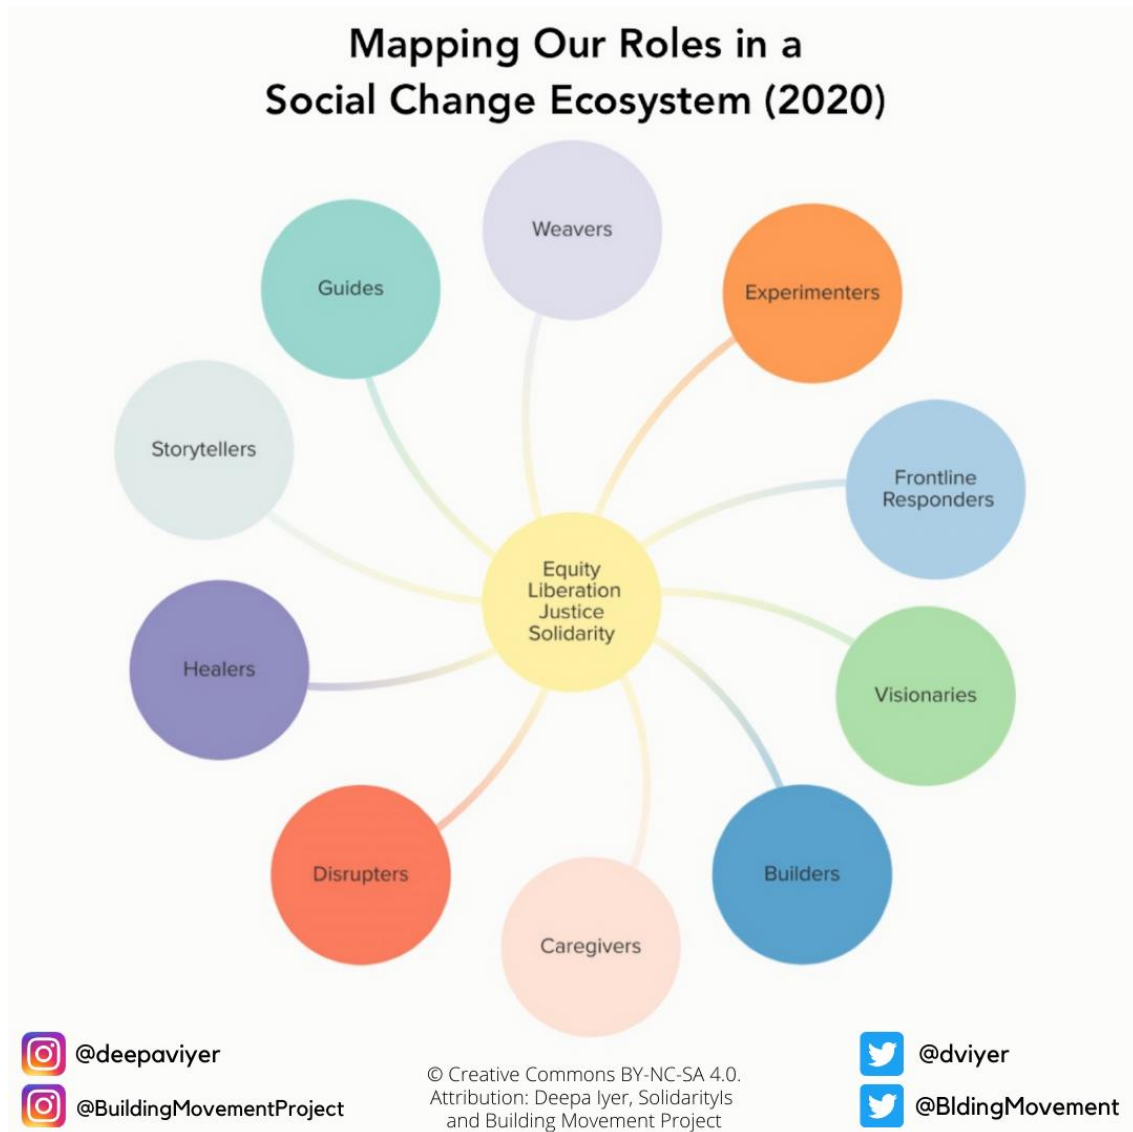 Mapping Our Roles in a
Social Change Ecosystem (2020)
Weavers
Experimenters
Guides
Frontline
Responders
Storytellers
Equity
Liberation
Justice
Solidarity
Visionaries
Healers
Builders
Disrupters
Caregivers
@deepaviyer
@BuildingMovementProject
© Creative Commons BY-NC-SA 4.0.
Attribution: Deepa Iyer, SolidarityIs
and Building Movement Project
@dviyer
@BldingMovement